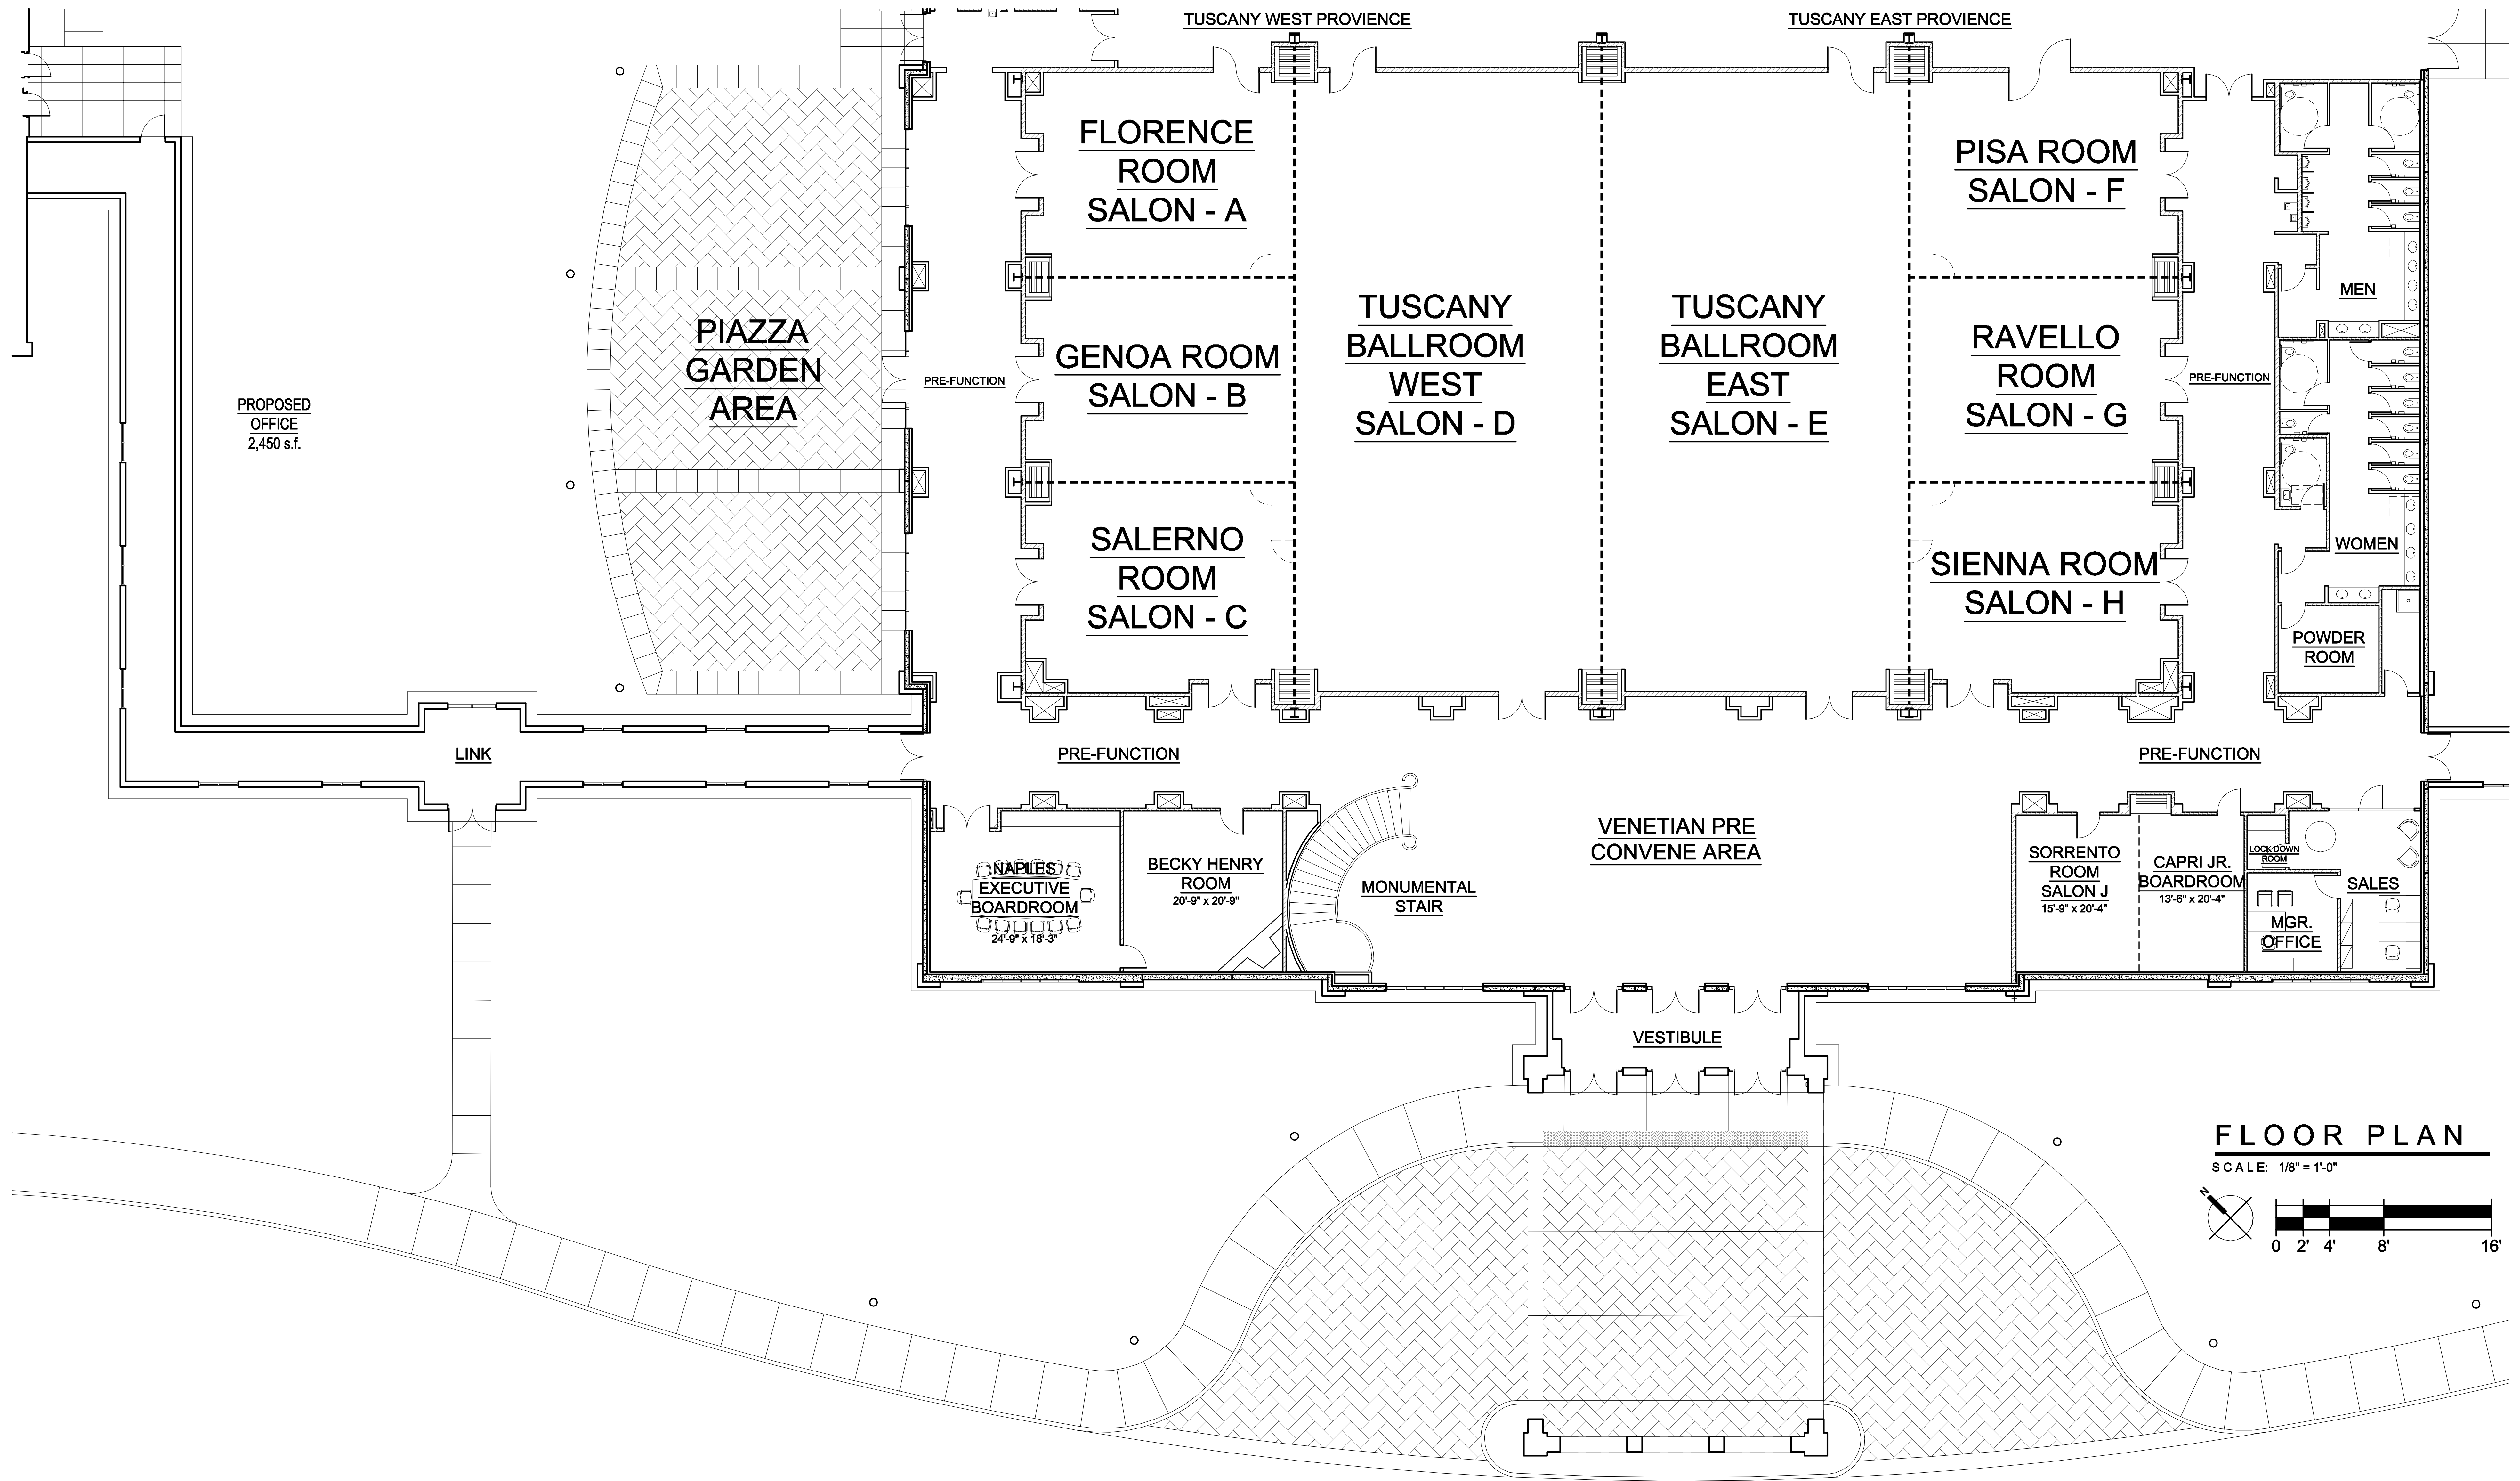 TUSCANY WEST PROVIENCE
TUSCANY EAST PROVIENCE
FLORENCE
ROOM
SALON - A
PISA ROOM
SALON - F
MEN
PIAZZA
GARDEN
AREA
PRE-FUNCTION
GENOA ROOM
SALON - B
TUSCANY
BALLROOM
WEST
SALON - D
TUSCANY
BALLROOM
EAST
SALON - E
RAVELLO
ROOM
SALON - G
PRE-FUNCTION
PROPOSED
OFFICE
2,450 s.f.
SALERNO
ROOM
SALON - C
SIENNA ROOM
SALON - H
WOMEN
POWDER
ROOM
LINK
PRE-FUNCTION
PRE-FUNCTION
VENETIAN PRE
CONVENE AREA
NAPLES
EXECUTIVE
BOARDROOM
24'-9" x 18'-3"
BECKY HENRY
ROOM
20'-9" x 20'-9"
MONUMENTAL
STAIR
SORRENTO
ROOM
SALON J
15'-9" x 20'-4"
CAPRI JR.
BOARDROOM
13'-6" x 20'-4"
LOCK DOWN
ROOM
SALES
MGR.
OFFICE
VESTIBULE
FLOOR PLAN
SCALE: 1/8" = 1'-0"
N
0 2' 4' 8' 16'